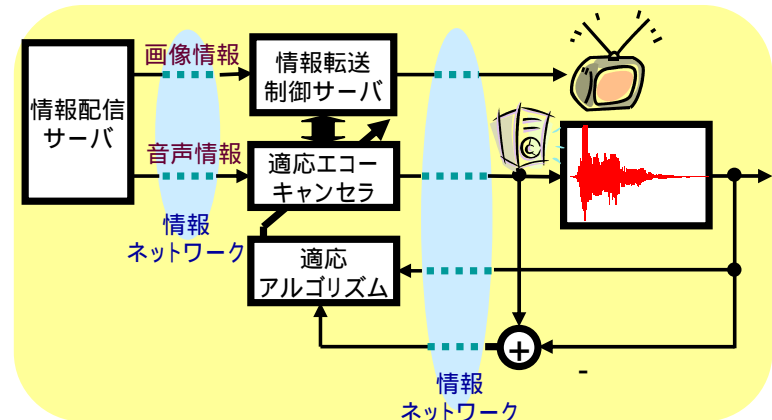 画像情報
情報転送
制御サーバ
情報配信
サーバ
音声情報
適応エコー
キャンセラ
情報
ネットワーク
適応
アルゴリズム
+
-
情報
ネットワーク